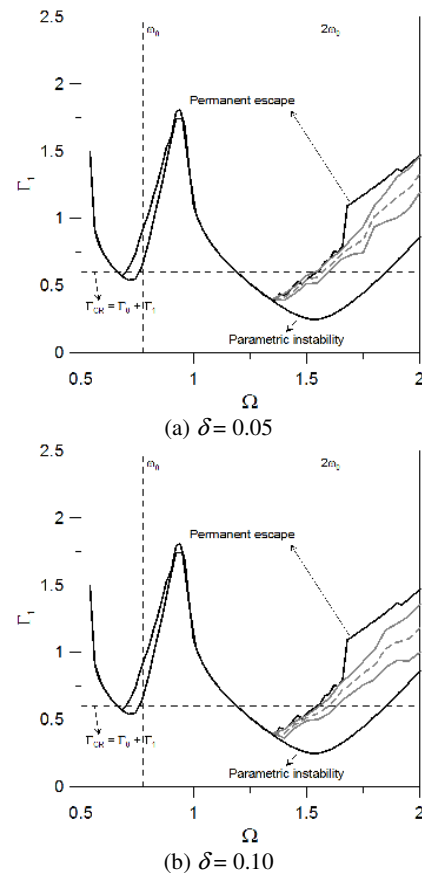 2.5
ω₀
2ω₀
2
Permanent escape
1.5
Γ₁
1
0.5
Γ_CR = Γ₀ + Γ₁
Parametric instability
0
0.5
1
1.5
2
Ω
(a) δ = 0.05
2.5
ω₀
2ω₀
2
Permanent escape
1.5
Γ₁
1
0.5
Γ_CR = Γ₀ + Γ₁
Parametric instability
0
0.5
1
1.5
2
Ω
(b) δ = 0.10